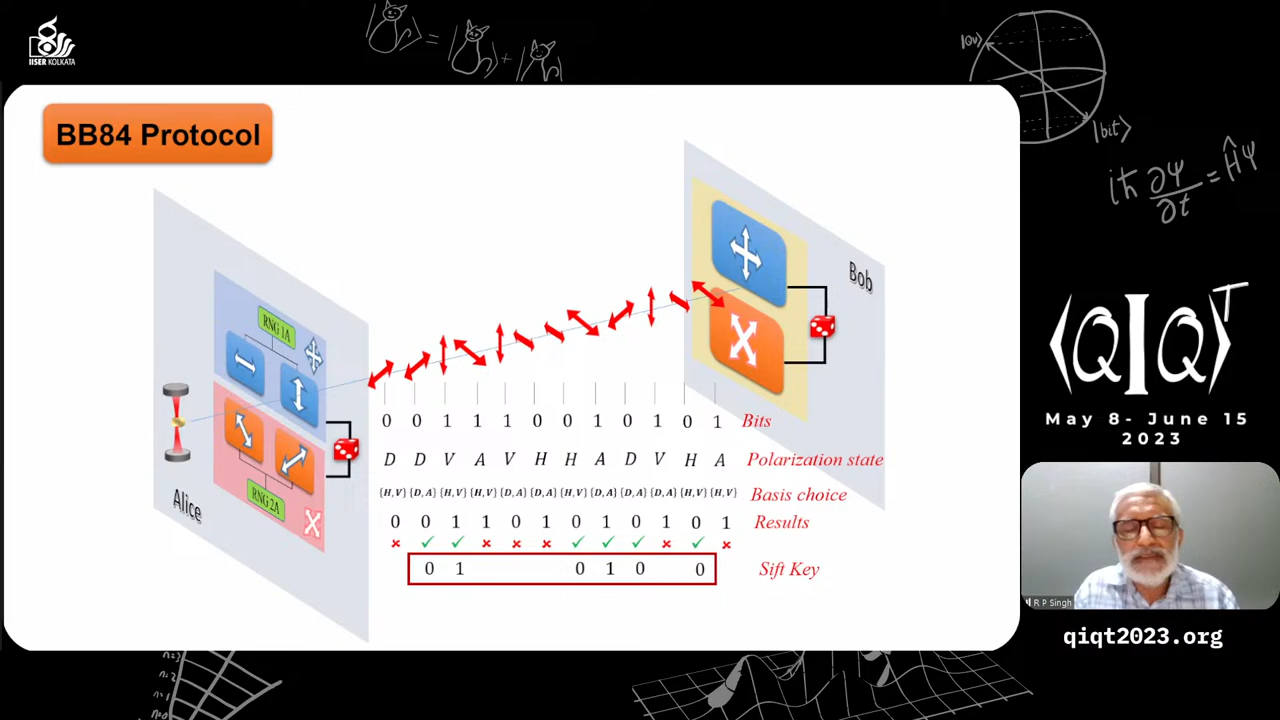 IISER KOLKATA
BB84 Protocol
|Qu⟩
|bit⟩
iħ ∂ψ/∂t = Ĥψ
⟨Q|Q⟩ᵀ
May 8- June 15
2023
Alice
RNG 1A
RNG 2A
Bob
0 0 1 1 1 0 0 1 0 1 0 1 Bits
D D V A V H H A D V H A Polarization state
{H,V} {D,A} {H,V} {H,V} {D,A} {D,A} {H,V} {D,A} {D,A} {D,A} {H,V} {H,V} Basis choice
0 0 1 1 0 1 0 1 0 1 0 1 Results
× ✓ ✓ × × × ✓ ✓ ✓ × ✓ ×
0 1 0 1 0 0 Sift Key
R P Singh
qiqt2023.org
n=2
n=1
n=0